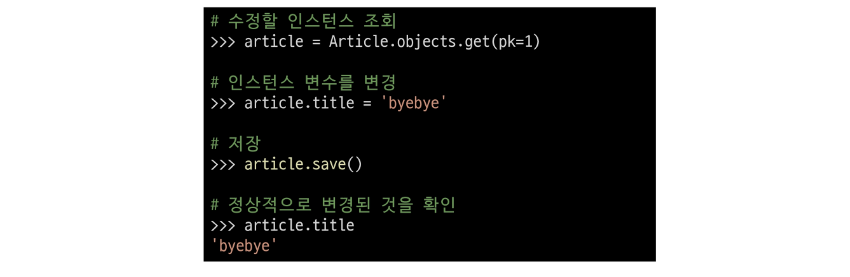 # 수정할 인스턴스 조회
>>> article = Article.objects.get(pk=1)
# 인스턴스 변수를 변경
>>> article.title = 'byebye'
# 저장
>>> article.save()
# 정상적으로 변경된 것을 확인
>>> article.title
'byebye'